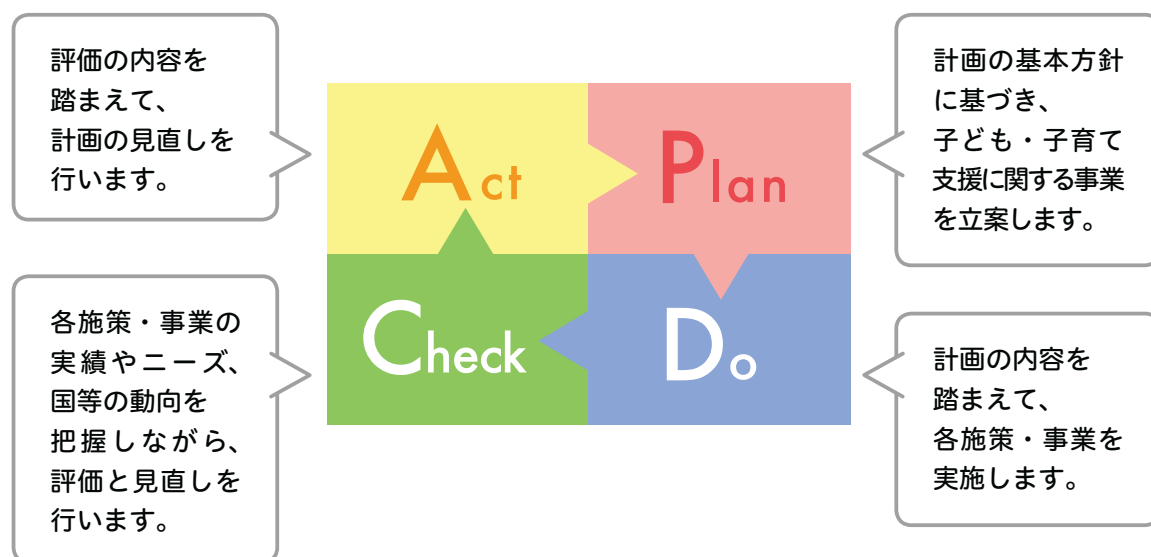 評価の内容を
踏まえて、
計画の見直しを
行います。
Act
Plan
計画の基本方針
に基づき、
子ども・子育て
支援に関する事業
を立案します。
各施策・事業の
実績やニーズ、
国等の動向を
把握しながら、
評価と見直しを
行います。
Check
Do
計画の内容を
踏まえて、
各施策・事業を
実施します。